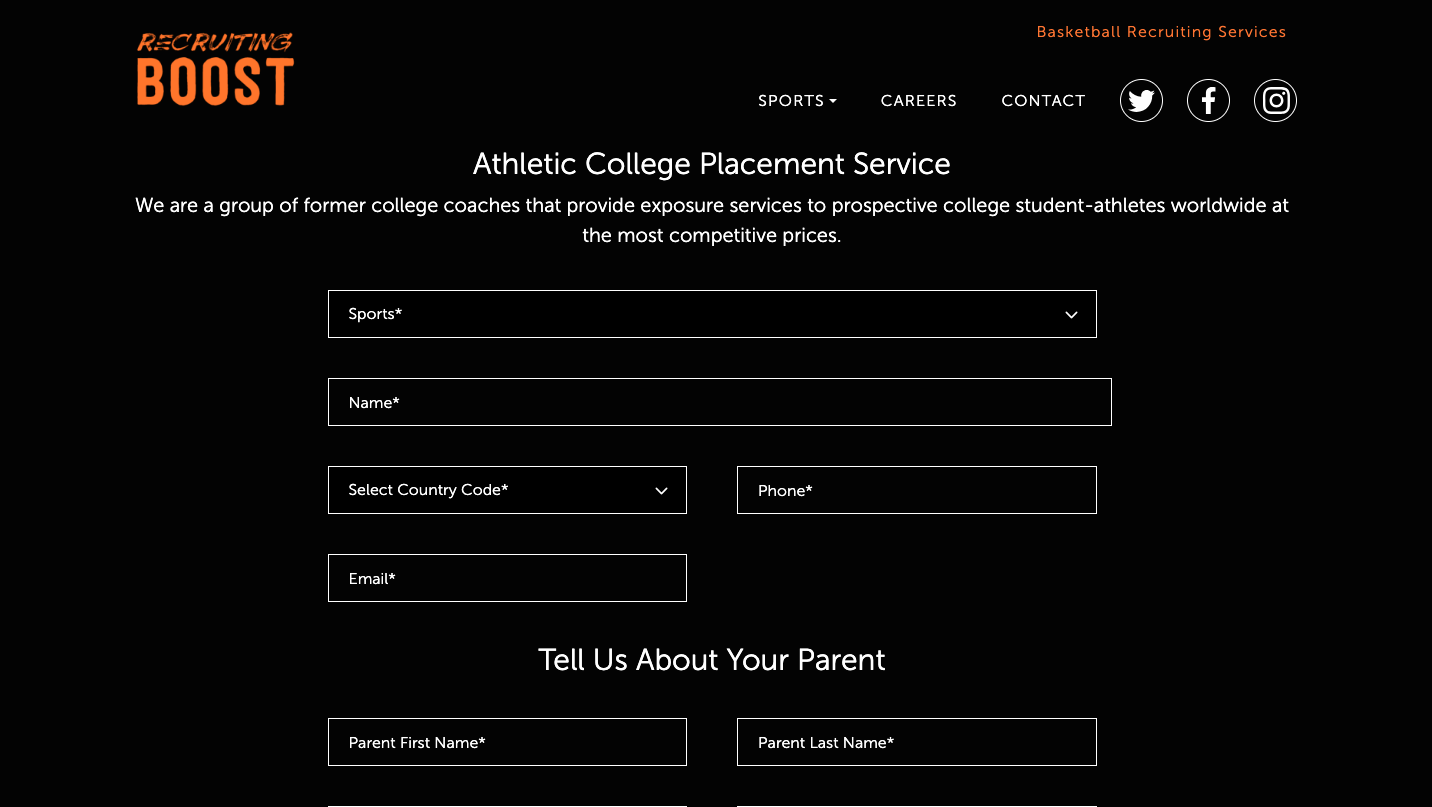 RECRUITING
BOOST
Basketball Recruiting Services
SPORTS
CAREERS
CONTACT
Athletic College Placement Service
We are a group of former college coaches that provide exposure services to prospective college student-athletes worldwide at
the most competitive prices.
Sports*
Name*
Select Country Code*
Phone*
Email*
Tell Us About Your Parent
Parent First Name*
Parent Last Name*